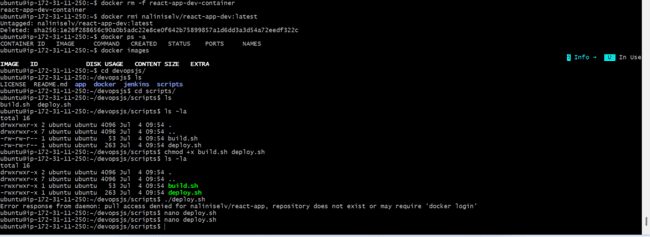 ubuntu@ip-172-31-11-250:~$ docker rm -f react-app-dev-container
react-app-dev-container
ubuntu@ip-172-31-11-250:~$ docker rmi naliniselv/react-app-dev:latest
Untagged: naliniselv/react-app-dev:latest
ubuntu@ip-172-31-11-250:~$ docker ps -a
CONTAINER ID   IMAGE     COMMAND   CREATED   STATUS    PORTS     NAMES
ubuntu@ip-172-31-11-250:~$ docker images
Info → U In Use
IMAGE   ID             DISK USAGE   CONTENT SIZE   EXTRA
ubuntu@ip-172-31-11-250:~$ cd devopsjs/
ubuntu@ip-172-31-11-250:~/devopsjs$ ls
LICENSE  README.md  app  docker  jenkins  scripts
ubuntu@ip-172-31-11-250:~/devopsjs$ cd scripts/
ubuntu@ip-172-31-11-250:~/devopsjs/scripts$ ls
build.sh  deploy.sh
ubuntu@ip-172-31-11-250:~/devopsjs/scripts$ ls -la
total 16
drwxrwxr-x 2 ubuntu ubuntu 4096 Jul  4 09:54 .
drwxrwxr-x 7 ubuntu ubuntu 4096 Jul  4 09:54 ..
-rw-rw-r-- 1 ubuntu ubuntu   53 Jul  4 09:54 build.sh
-rw-rw-r-- 1 ubuntu ubuntu  263 Jul  4 09:54 deploy.sh
ubuntu@ip-172-31-11-250:~/devopsjs/scripts$ chmod +x build.sh deploy.sh
ubuntu@ip-172-31-11-250:~/devopsjs/scripts$ ls -la
total 16
drwxrwxr-x 2 ubuntu ubuntu 4096 Jul  4 09:54 .
drwxrwxr-x 7 ubuntu ubuntu 4096 Jul  4 09:54 ..
-rwxrwxr-x 1 ubuntu ubuntu   53 Jul  4 09:54 build.sh
-rwxrwxr-x 1 ubuntu ubuntu  263 Jul  4 09:54 deploy.sh
ubuntu@ip-172-31-11-250:~/devopsjs/scripts$ ./deploy.sh
Error response from daemon: pull access denied for naliniselv/react-app, repository does not exist or may require 'docker login'
ubuntu@ip-172-31-11-250:~/devopsjs/scripts$ nano deploy.sh
ubuntu@ip-172-31-11-250:~/devopsjs/scripts$ nano deploy.sh
ubuntu@ip-172-31-11-250:~/devopsjs/scripts$